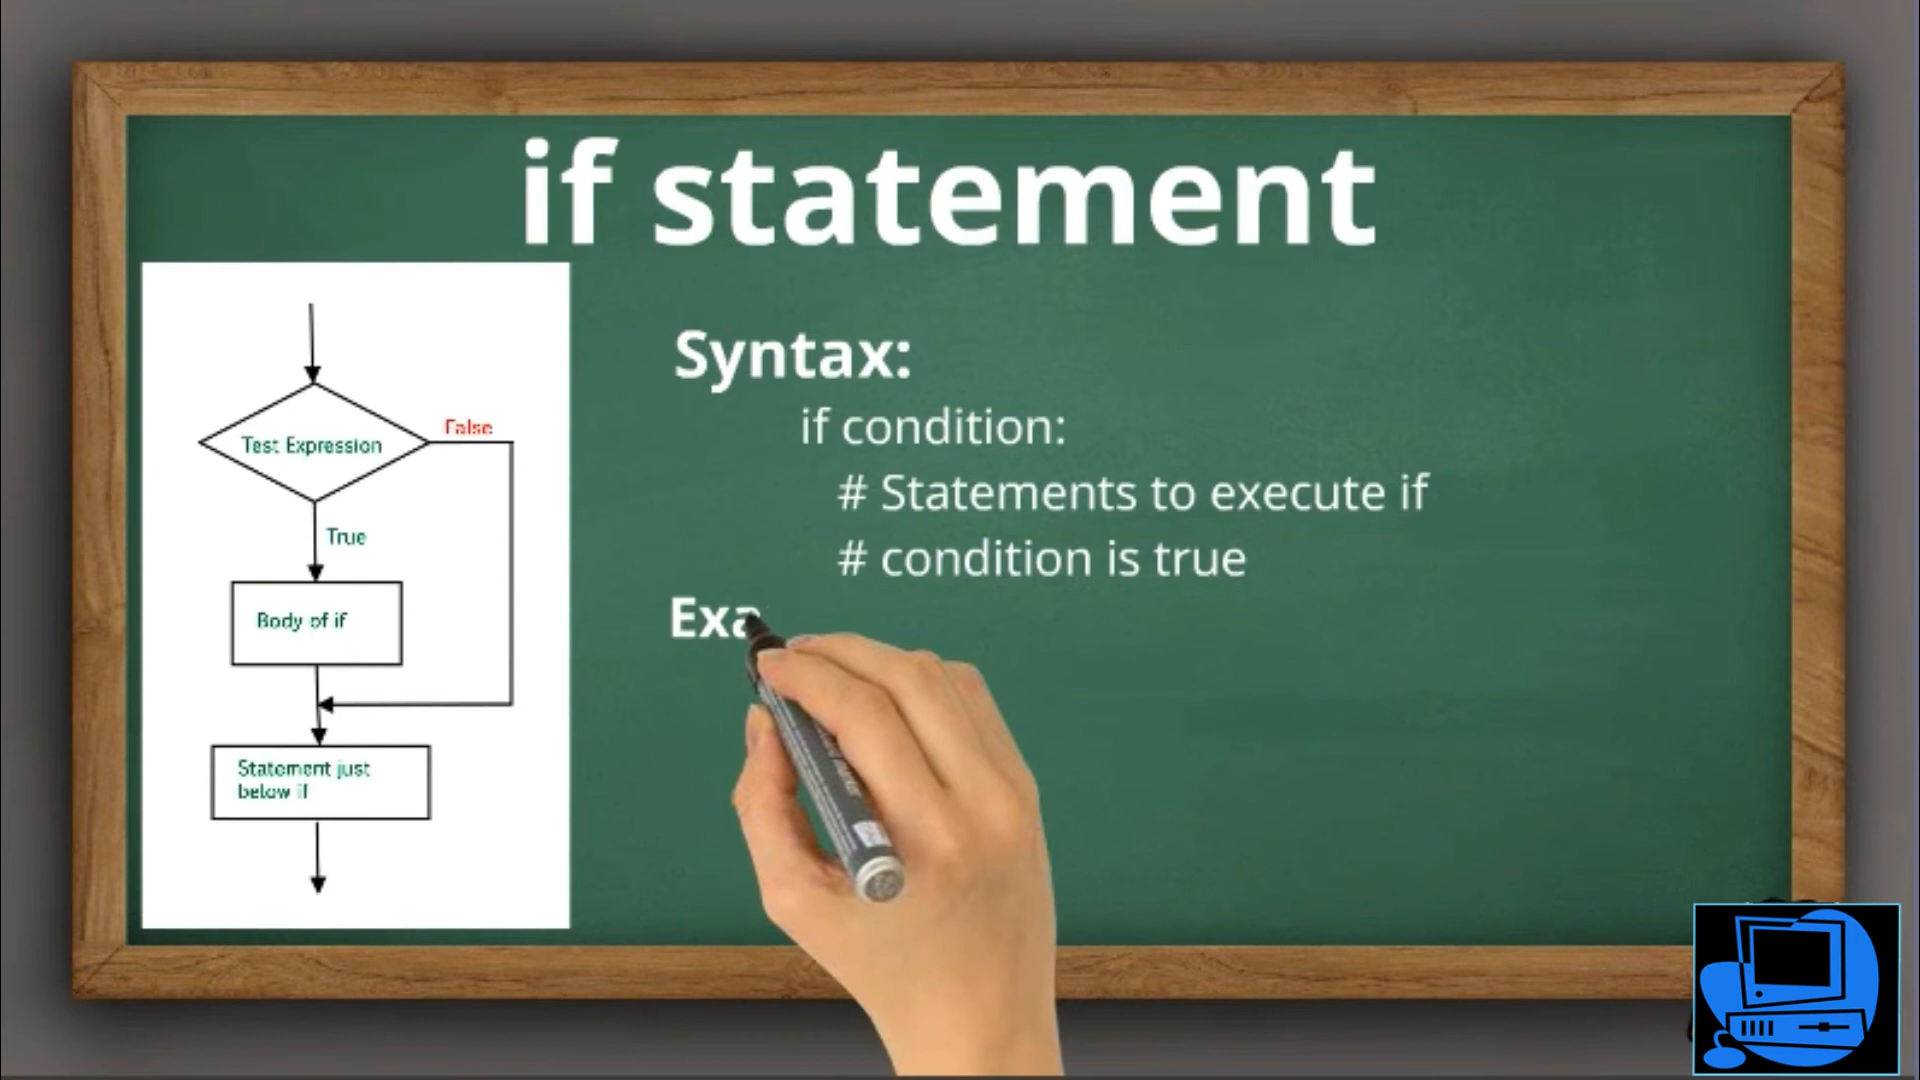 if statement
Test Expression
False
True
Body of if
Statement just
below if
Syntax:
if condition:
# Statements to execute if
# condition is true
Exa